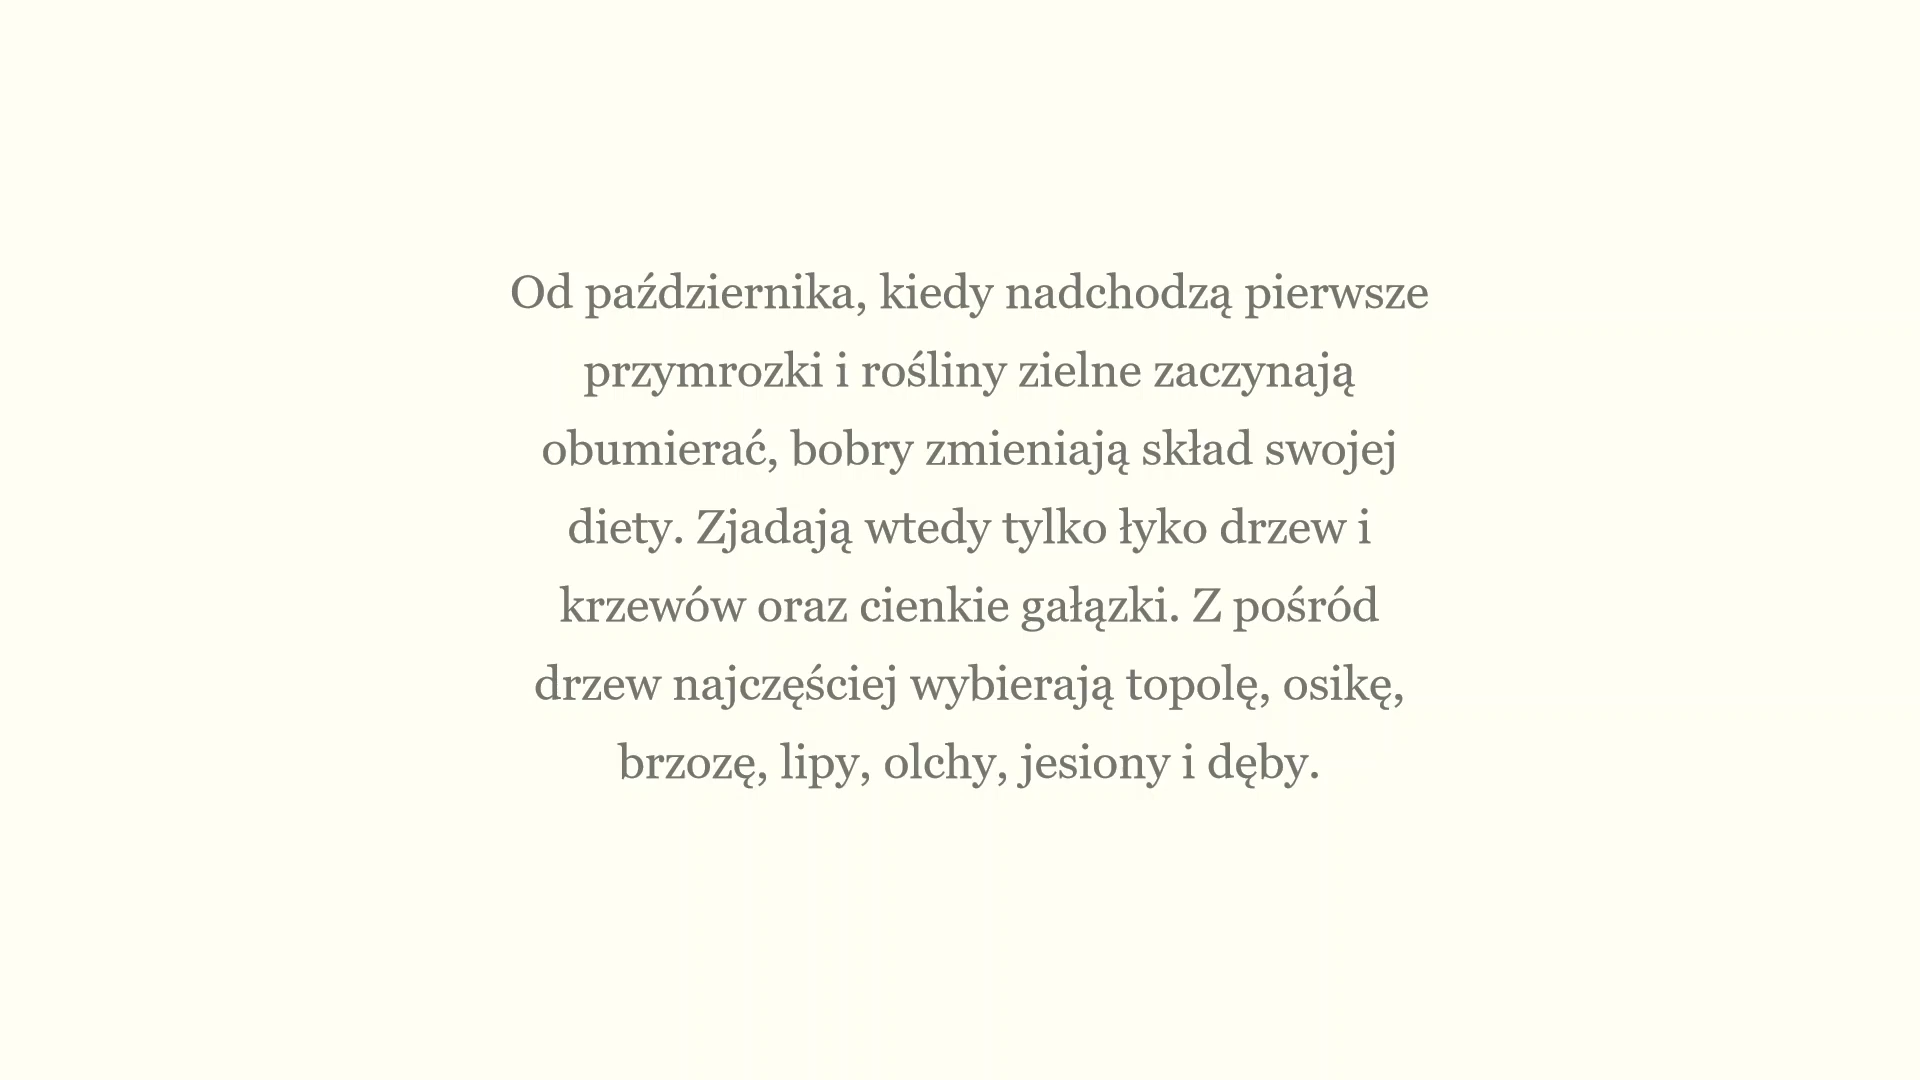 Od października, kiedy nadchodzą pierwsze
przymrozki i rośliny zielne zaczynają
obumierać, bobry zmieniają skład swojej
diety. Zjadają wtedy tylko łyko drzew i
krzewów oraz cienkie gałązki. Z pośród
drzew najczęściej wybierają topolę, osikę,
brzozę, lipy, olchy, jesiony i dęby.